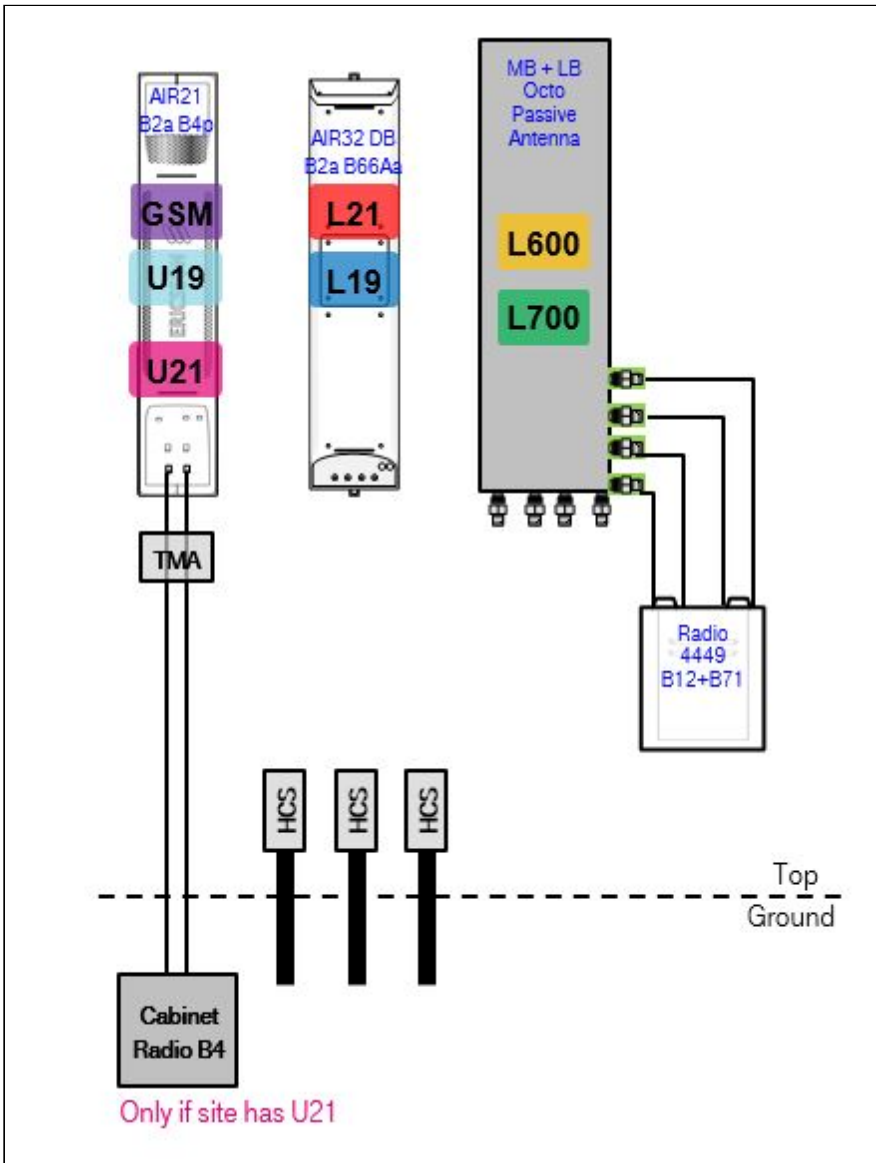 AIR21
B2a B4p
GSM
U19
ERICS
U21
TMA
AIR32 DB
B2a B66Aa
L21
L19
MB + LB
Octo
Passive
Antenna
L600
L700
Radio
4449
B12+B71
HCS
HCS
HCS
Top
Ground
Cabinet
Radio B4
Only if site has U21